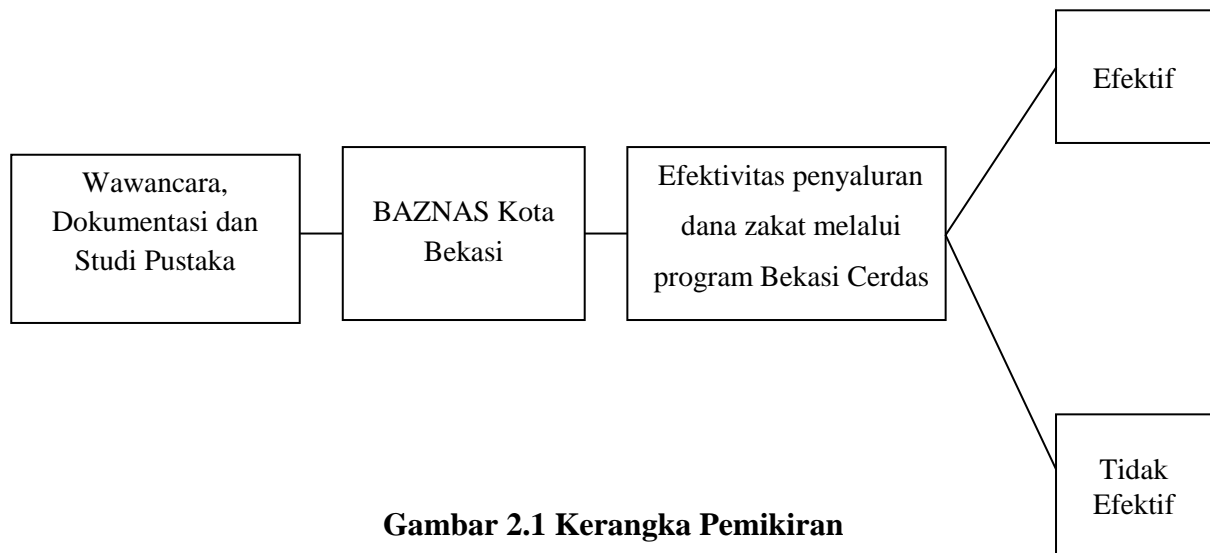 Wawancara,
Dokumentasi dan
Studi Pustaka
BAZNAS Kota
Bekasi
Efektivitas penyaluran
dana zakat melalui
program Bekasi Cerdas
Efektif
Tidak
Efektif
Gambar 2.1 Kerangka Pemikiran